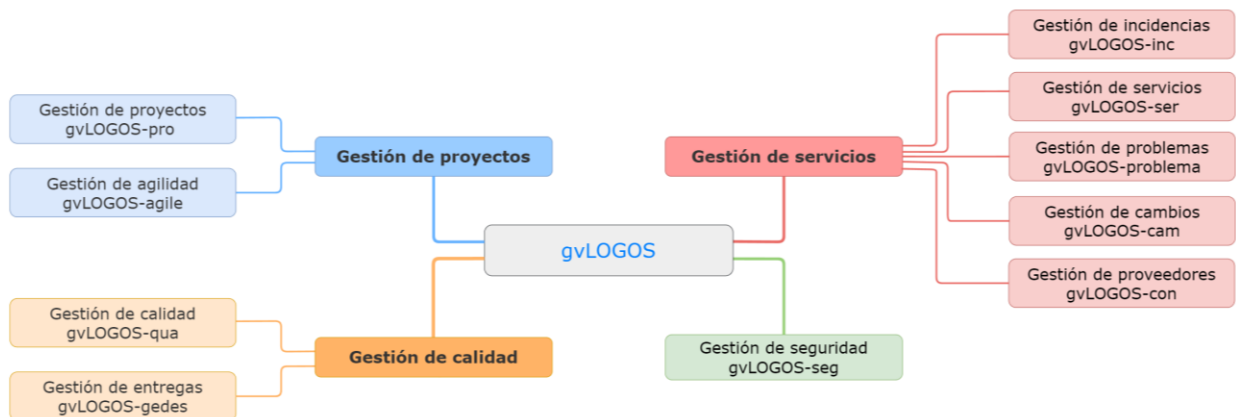 Gestión de proyectos
gvLOGOS-pro
Gestión de agilidad
gvLOGOS-agile
Gestión de proyectos
Gestión de calidad
gvLOGOS-qua
Gestión de entregas
gvLOGOS-gedes
Gestión de calidad
gvLOGOS
Gestión de servicios
Gestión de incidencias
gvLOGOS-inc
Gestión de servicios
gvLOGOS-ser
Gestión de problemas
gvLOGOS-problema
Gestión de cambios
gvLOGOS-cam
Gestión de proveedores
gvLOGOS-con
Gestión de seguridad
gvLOGOS-seg